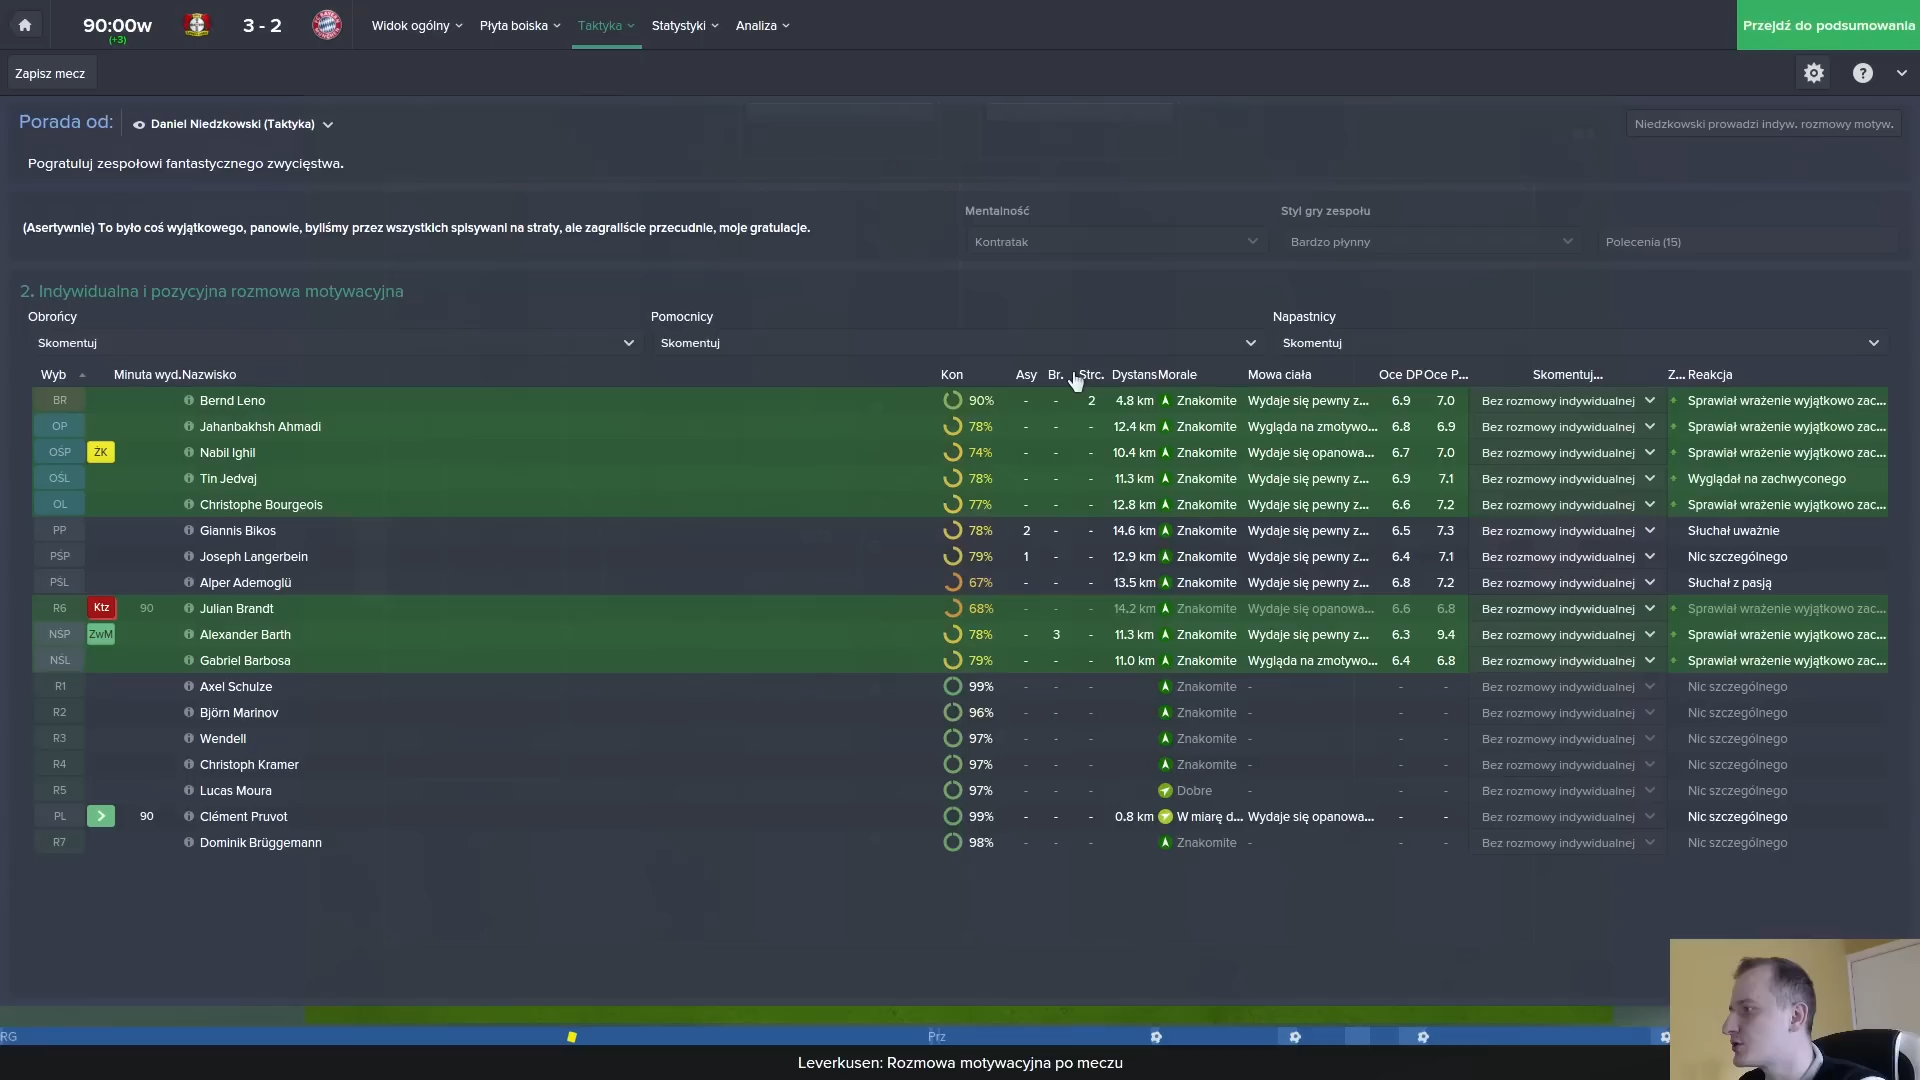 90:00w
(+3)
3 - 2
Widok ogólny
Płyta boiska
Taktyka
Statystyki
Analiza
Przejdź do podsumowania
Zapisz mecz
?
Porada od:
Daniel Niedzkowski (Taktyka)
Niedzkowski prowadzi indyw. rozmowy motyw.
Pogratuluj zespołowi fantastycznego zwycięstwa.
(Asertywnie) To było coś wyjątkowego, panowie, byliśmy przez wszystkich spisywani na straty, ale zagraliście przecudnie, moje gratulacje.
Mentalność
Styl gry zespołu
Kontratak
Bardzo płynny
Polecenia (15)
2. Indywidualna i pozycyjna rozmowa motywacyjna
Obrońcy
Pomocnicy
Napastnicy
Skomentuj
Skomentuj
Skomentuj
Wyb Minuta wyd. Nazwisko Kon Asy Br. Strc. Dystans Morale Mowa ciała Oce DP Oce P... Skomentuj... Z... Reakcja
BR Bernd Leno 90% - - 2 4.8 km Znakomite Wydaje się pewny z... 6.9 7.0 Bez rozmowy indywidualnej Sprawiał wrażenie wyjątkowo zac...
OP Jahanbakhsh Ahmadi 78% - - - 12.4 km Znakomite Wygląda na zmotywo... 6.8 6.9 Bez rozmowy indywidualnej Sprawiał wrażenie wyjątkowo zac...
OŚP ŻK Nabil Ighil 74% - - - 10.4 km Znakomite Wydaje się opanowa... 6.7 7.0 Bez rozmowy indywidualnej Sprawiał wrażenie wyjątkowo zac...
OŚL Tin Jedvaj 78% - - - 11.3 km Znakomite Wydaje się pewny z... 6.9 7.1 Bez rozmowy indywidualnej Wyglądał na zachwyconego
OL Christophe Bourgeois 77% - - - 12.8 km Znakomite Wydaje się pewny z... 6.6 7.2 Bez rozmowy indywidualnej Sprawiał wrażenie wyjątkowo zac...
PP Giannis Bikos 78% 2 - - 14.6 km Znakomite Wydaje się pewny z... 6.5 7.3 Bez rozmowy indywidualnej Słuchał uważnie
PŚP Joseph Langerbein 79% 1 - - 12.9 km Znakomite Wydaje się pewny z... 6.4 7.1 Bez rozmowy indywidualnej Nic szczególnego
PŚL Alper Ademoglü 67% - - - 13.5 km Znakomite Wydaje się pewny z... 6.8 7.2 Bez rozmowy indywidualnej Słuchał z pasją
R6 Ktz 90 Julian Brandt 68% - - - 14.2 km Znakomite Wydaje się opanowa... 6.6 6.8 Bez rozmowy indywidualnej Sprawiał wrażenie wyjątkowo zac...
NŚP ZwM Alexander Barth 78% - 3 - 11.3 km Znakomite Wydaje się pewny z... 6.3 9.4 Bez rozmowy indywidualnej Sprawiał wrażenie wyjątkowo zac...
NŚL Gabriel Barbosa 79% - - - 11.0 km Znakomite Wygląda na zmotywo... 6.4 6.8 Bez rozmowy indywidualnej Sprawiał wrażenie wyjątkowo zac...
R1 Axel Schulze 99% - - - Znakomite - - - Bez rozmowy indywidualnej Nic szczególnego
R2 Björn Marinov 96% - - - Znakomite - - - Bez rozmowy indywidualnej Nic szczególnego
R3 Wendell 97% - - - Znakomite - - - Bez rozmowy indywidualnej Nic szczególnego
R4 Christoph Kramer 97% - - - Znakomite - - - Bez rozmowy indywidualnej Nic szczególnego
R5 Lucas Moura 97% - - - Dobre - - - Bez rozmowy indywidualnej Nic szczególnego
PL 90 Clément Pruvot 99% - - - 0.8 km W miarę d... Wydaje się opanowa... - - Bez rozmowy indywidualnej Nic szczególnego
R7 Dominik Brüggemann 98% - - - Znakomite - - - Bez rozmowy indywidualnej Nic szczególnego
RG
Prz
Leverkusen: Rozmowa motywacyjna po meczu